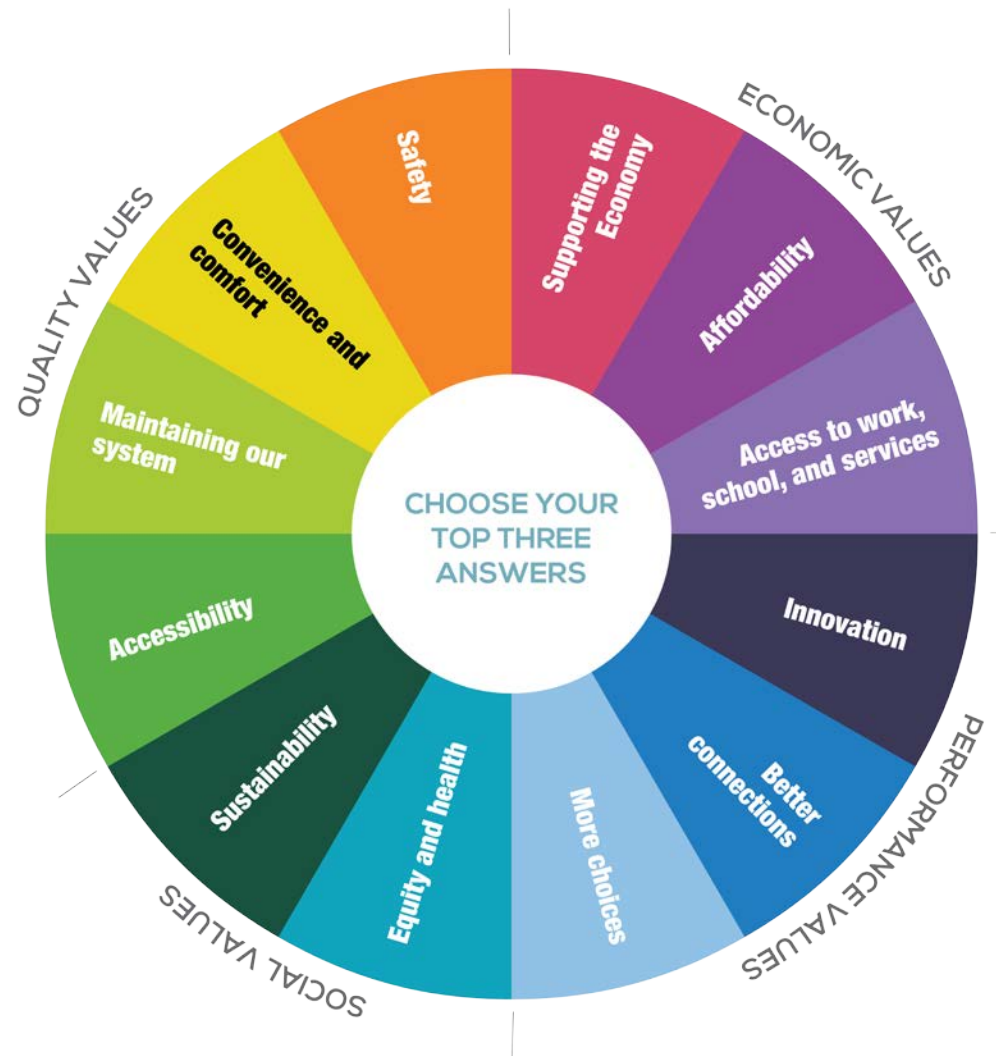 ECONOMIC VALUES
Supporting the
Economy
Affordability
Access to work,
school, and services
PERFORMANCE VALUES
Innovation
Better
connections
More choices
SOCIAL VALUES
Equity and health
Sustainability
QUALITY VALUES
Accessibility
Maintaining our
system
Convenience and
comfort
Safety
CHOOSE YOUR
TOP THREE
ANSWERS